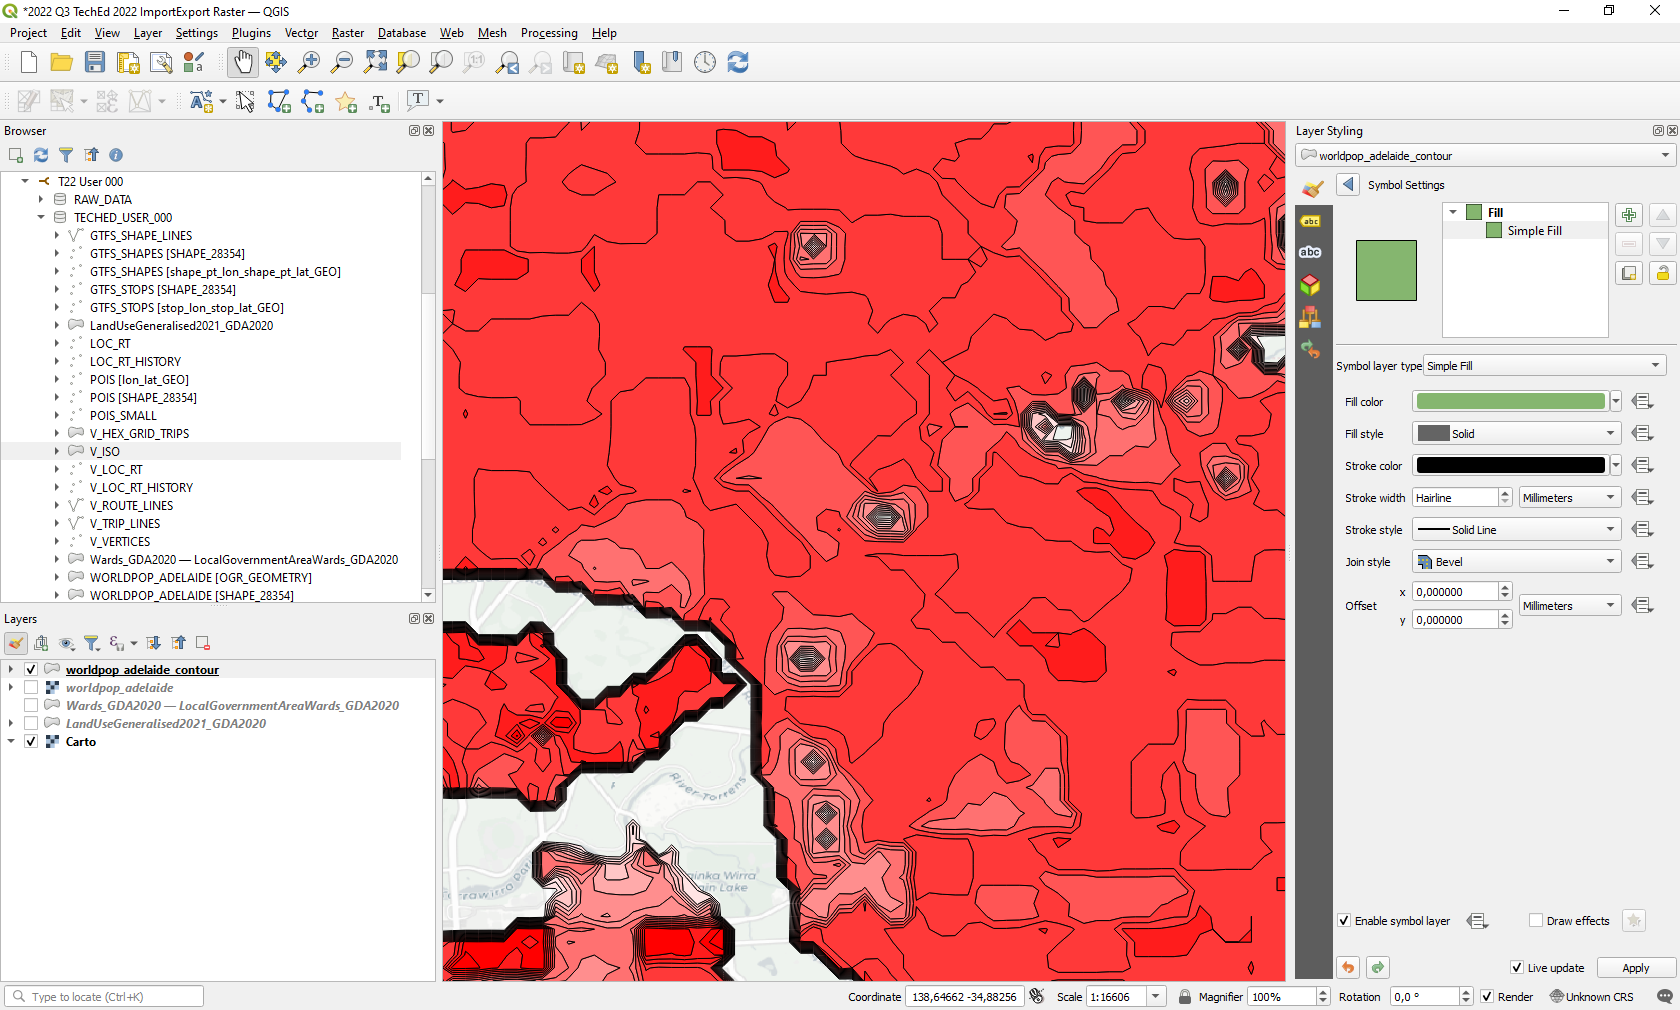 *2022 Q3 TechEd 2022 ImportExport Raster — QGIS
Project Edit View Layer Settings Plugins Vector Raster Database Web Mesh Processing Help
Browser
T22 User 000
RAW_DATA
TECHED_USER_000
GTFS_SHAPE_LINES
GTFS_SHAPES [SHAPE_28354]
GTFS_SHAPES [shape_pt_lon_shape_pt_lat_GEO]
GTFS_STOPS [SHAPE_28354]
GTFS_STOPS [stop_lon_stop_lat_GEO]
LandUseGeneralised2021_GDA2020
LOC_RT
LOC_RT_HISTORY
POIS [lon_lat_GEO]
POIS [SHAPE_28354]
POIS_SMALL
V_HEX_GRID_TRIPS
V_ISO
V_LOC_RT
V_LOC_RT_HISTORY
V_ROUTE_LINES
V_TRIP_LINES
V_VERTICES
Wards_GDA2020 — LocalGovernmentAreaWards_GDA2020
WORLDPOP_ADELAIDE [OGR_GEOMETRY]
WORLDPOP_ADELAIDE [SHAPE_28354]
Layers
worldpop_adelaide_contour
worldpop_adelaide
Wards_GDA2020 — LocalGovernmentAreaWards_GDA2020
LandUseGeneralised2021_GDA2020
Carto
River Torrens
Layer Styling
worldpop_adelaide_contour
Symbol Settings
abc
abc
Fill
Simple Fill
Symbol layer type Simple Fill
Fill color
Fill style Solid
Stroke color
Stroke width Hairline Millimeters
Stroke style Solid Line
Join style Bevel
x 0,000000
Offset Millimeters
y 0,000000
Enable symbol layer Draw effects
Live update Apply
Type to locate (Ctrl+K) Coordinate 138,64662 -34,88256 Scale 1:16606 Magnifier 100% Rotation 0,0 ° Render Unknown CRS